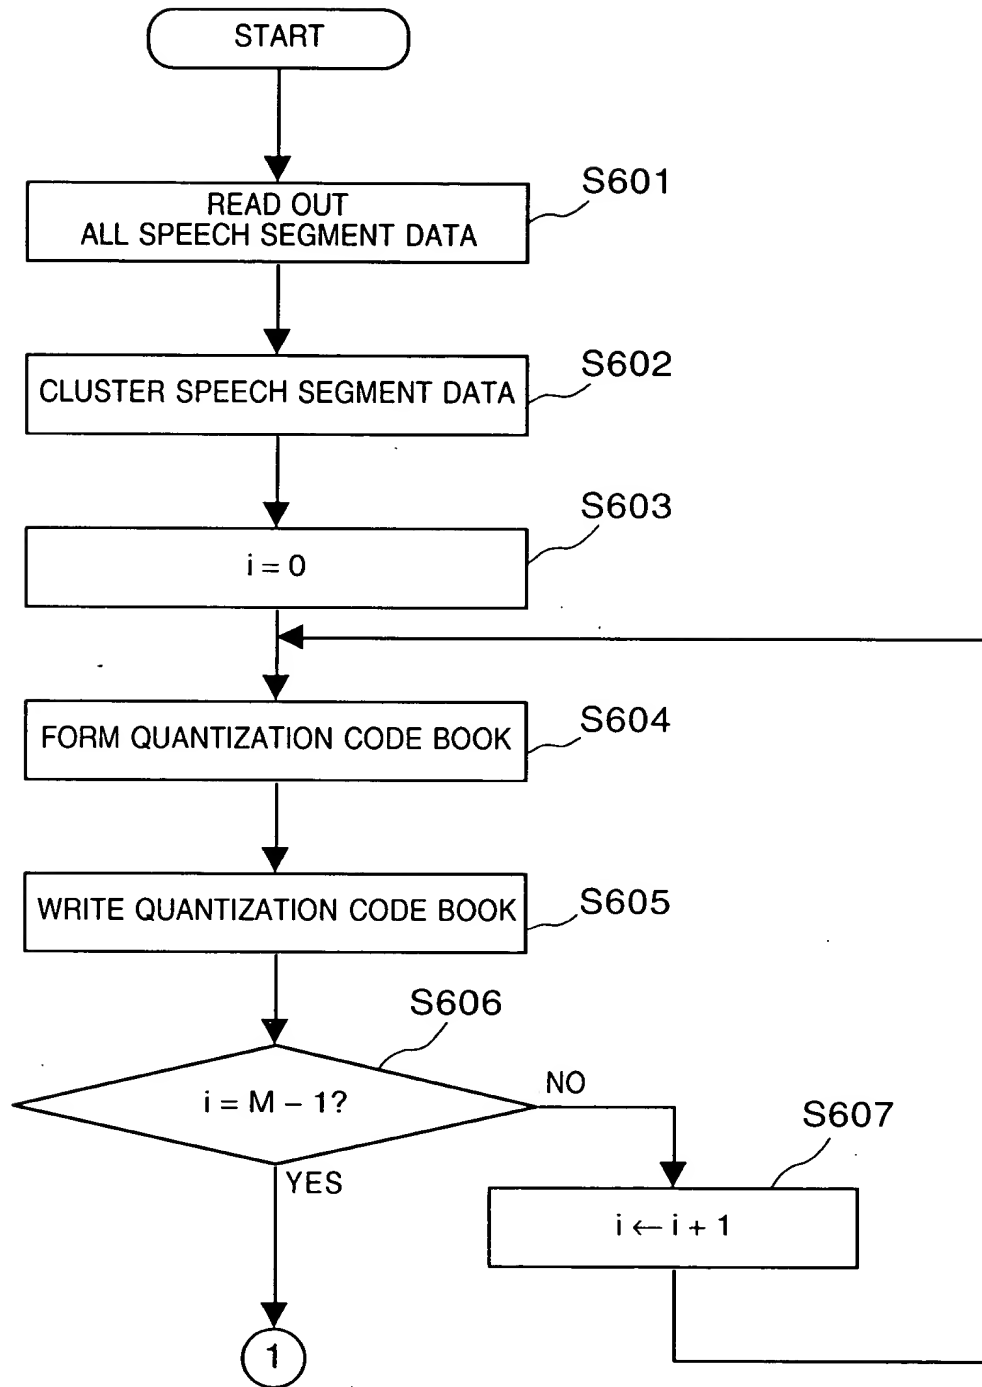 START
READ OUT
ALL SPEECH SEGMENT DATA
S601
CLUSTER SPEECH SEGMENT DATA
S602
i = 0
S603
FORM QUANTIZATION CODE BOOK
S604
WRITE QUANTIZATION CODE BOOK
S605
S606
i = M – 1?
NO
YES
S607
i ← i + 1
1